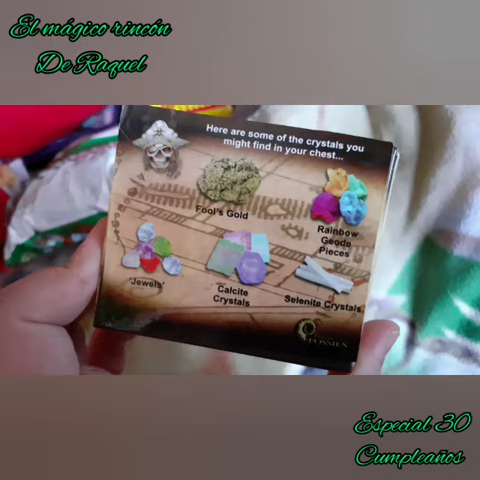 El mágico rincón
De Raquel
Here are some of the crystals you
might find in your chest...
Fool's Gold
Rainbow
Geode
Pieces
'Jewels'
Calcite
Crystals
Selenite Crystals
FOSSILS
Especial 30
Cumpleaños